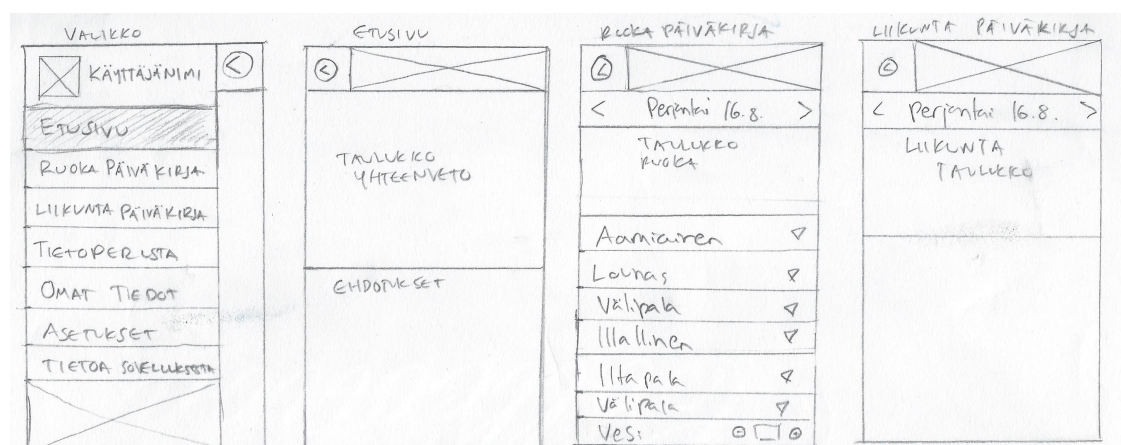 VALIKKO
KÄYTTÄJÄNIMI
ETUSIVU
RUOKA PÄIVÄKIRJA
LIIKUNTA PÄIVÄKIRJA
TIETOPERUSTA
OMAT TIEDOT
ASETUKSET
TIETOA SOVELLUKSESTA
ETUSIVU
TAULUKKO
YHTEENVETO
EHDOTUKSET
RUOKA PÄIVÄKIRJA
< Perjantai 16.8. >
TAULUKKO
RUOKA
Aamiainen
Lounas
Välipala
Illallinen
Iltapala
Välipala
Vesi
LIIKUNTA PÄIVÄKIRJA
< Perjantai 16.8. >
LIIKUNTA
TAULUKKO